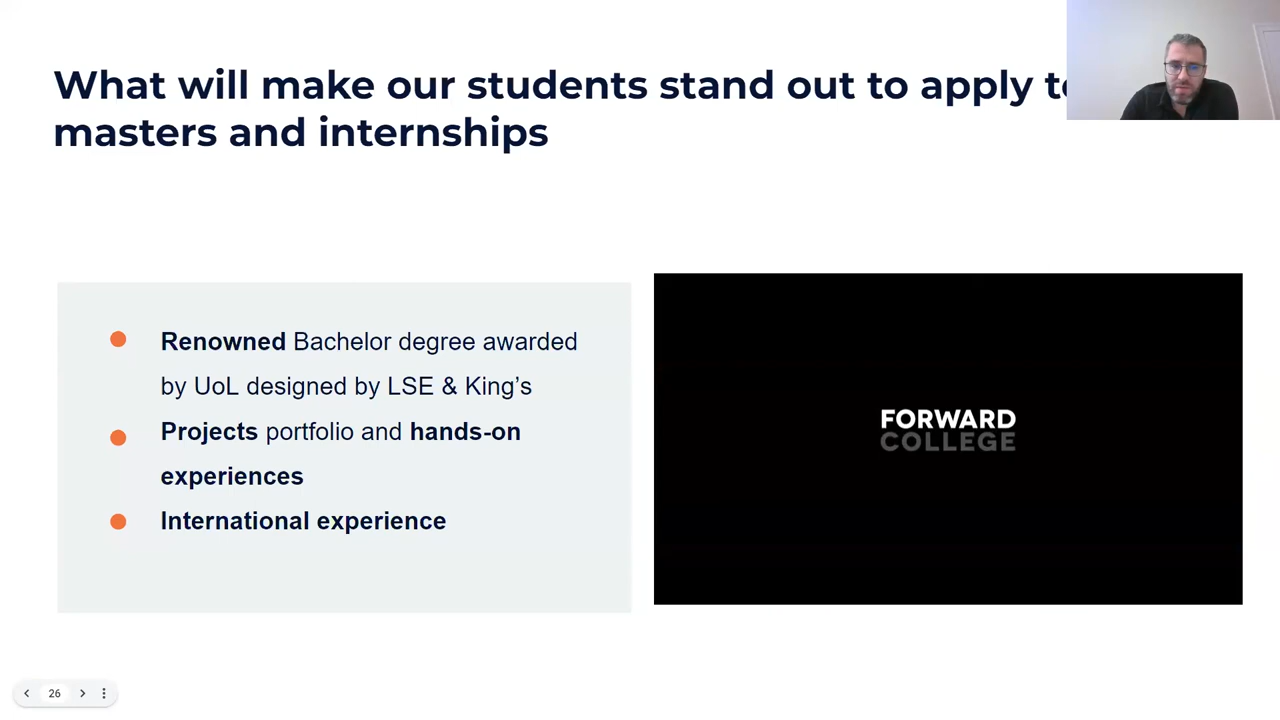 What will make our students stand out to apply
masters and internships
Renowned Bachelor degree awarded
by UoL designed by LSE & King's
Projects portfolio and hands-on
experiences
International experience
FORWARD
COLLEGE
26